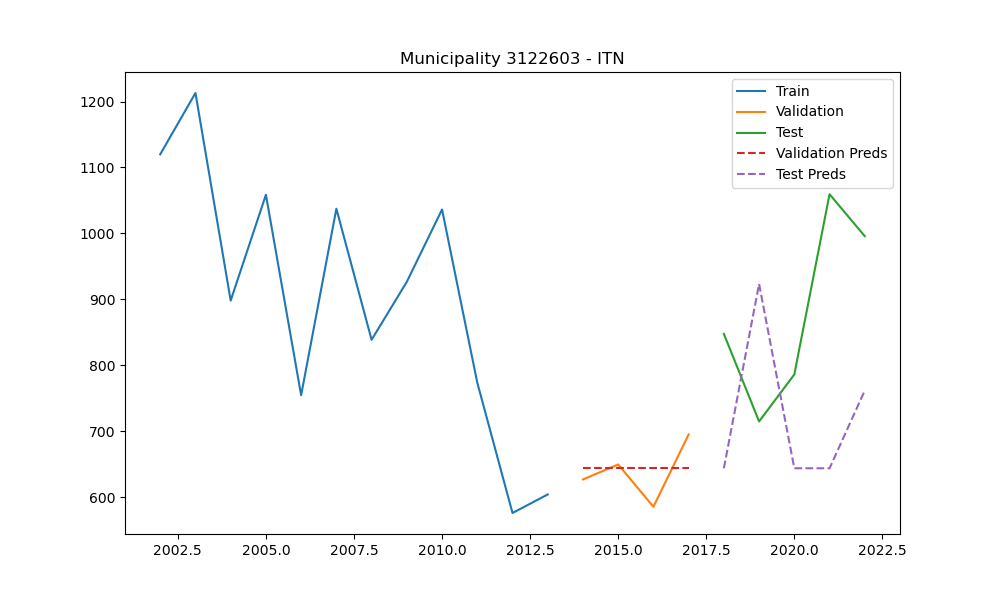 Municipality 3122603 - ITN
Train
Validation
Test
Validation Preds
Test Preds
1200
1100
1000
900
800
700
600
2002.5 2005.0 2007.5 2010.0 2012.5 2015.0 2017.5 2020.0 2022.5